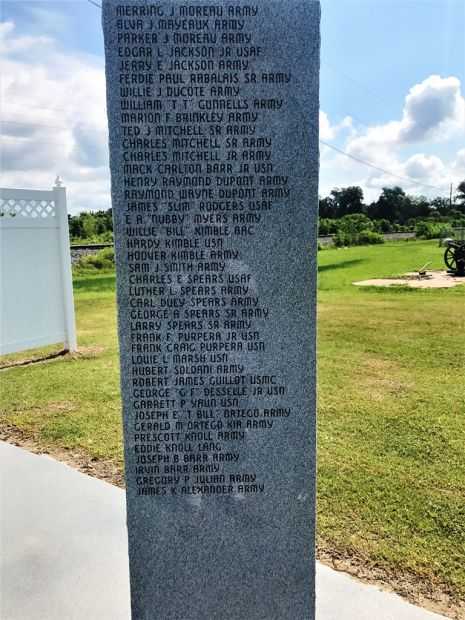 MERRING J MOREAU ARMY
ALVA J MAYEAUX ARMY
PARKER J MOREAU ARMY
EDGAR L JACKSON JR USAF
JERRY E JACKSON ARMY
FERDIE PAUL RABALAIS SR ARMY
WILLIE J DUCOTE ARMY
WILLIAM "T T" GUNNELLS ARMY
MARION F BRINKLEY ARMY
TED J MITCHELL SR ARMY
CHARLES MITCHELL SR ARMY
CHARLES MITCHELL JR ARMY
MACK CARLTON BARR JR USN
HENRY RAYMOND DUPONT ARMY
RAYMOND WAYNE DUPONT ARMY
JAMES "SLIM" RODGERS USAF
E A "NUBBY" MYERS ARMY
WILLIE "BILL" KIMBLE AAC
HARDY KIMBLE USN
HOOVER KIMBLE ARMY
SAM J SMITH ARMY
CHARLES E SPEARS USAF
LUTHER L SPEARS ARMY
CARL DUEY SPEARS ARMY
GEORGE A SPEARS SR ARMY
LARRY SPEARS SR ARMY
FRANK F PURPERA JR USN
FRANK CRAIG PURPERA USN
LOUIE L MARSH USN
HUBERT SOLDANI ARMY
ROBERT JAMES GUILLOT USMC
GEORGE "G F" DESSELLE JR USN
GARRETT P VAUN USN
JOSEPH E "T BILL" ORTEGO ARMY
GERALD M ORTEGO KIA ARMY
PRESCOTT KNOLL ARMY
EDDIE KNOLL LANG
JOSEPH B BARR ARMY
IRVIN BARR ARMY
GREGORY P JULIAN ARMY
JAMES K ALEXANDER ARMY